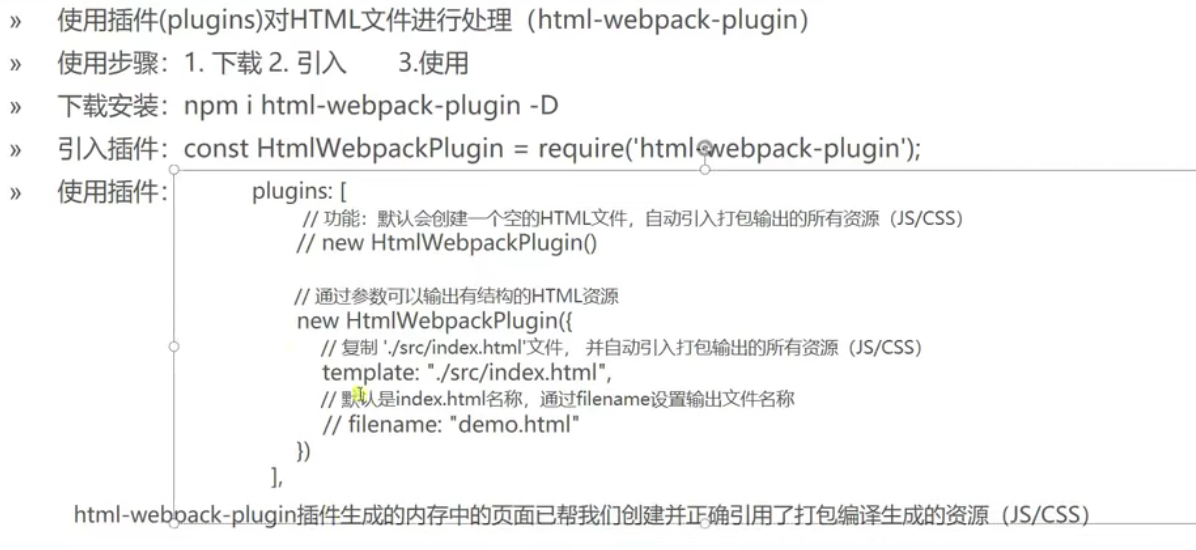 » 使用插件(plugins)对HTML文件进行处理（html-webpack-plugin）
» 使用步骤：1. 下载 2. 引入 3.使用
» 下载安装：npm i html-webpack-plugin -D
» 引入插件：const HtmlWebpackPlugin = require('html-webpack-plugin');
» 使用插件： plugins: [
// 功能：默认会创建一个空的HTML文件，自动引入打包输出的所有资源（JS/CSS）
// new HtmlWebpackPlugin()
// 通过参数可以输出有结构的HTML资源
new HtmlWebpackPlugin({
// 复制 './src/index.html'文件， 并自动引入打包输出的所有资源（JS/CSS）
template: "./src/index.html",
// 默认是index.html名称，通过filename设置输出文件名称
// filename: "demo.html"
})
],
html-webpack-plugin插件生成的内存中的页面已帮我们创建并正确引用了打包编译生成的资源（JS/CSS）